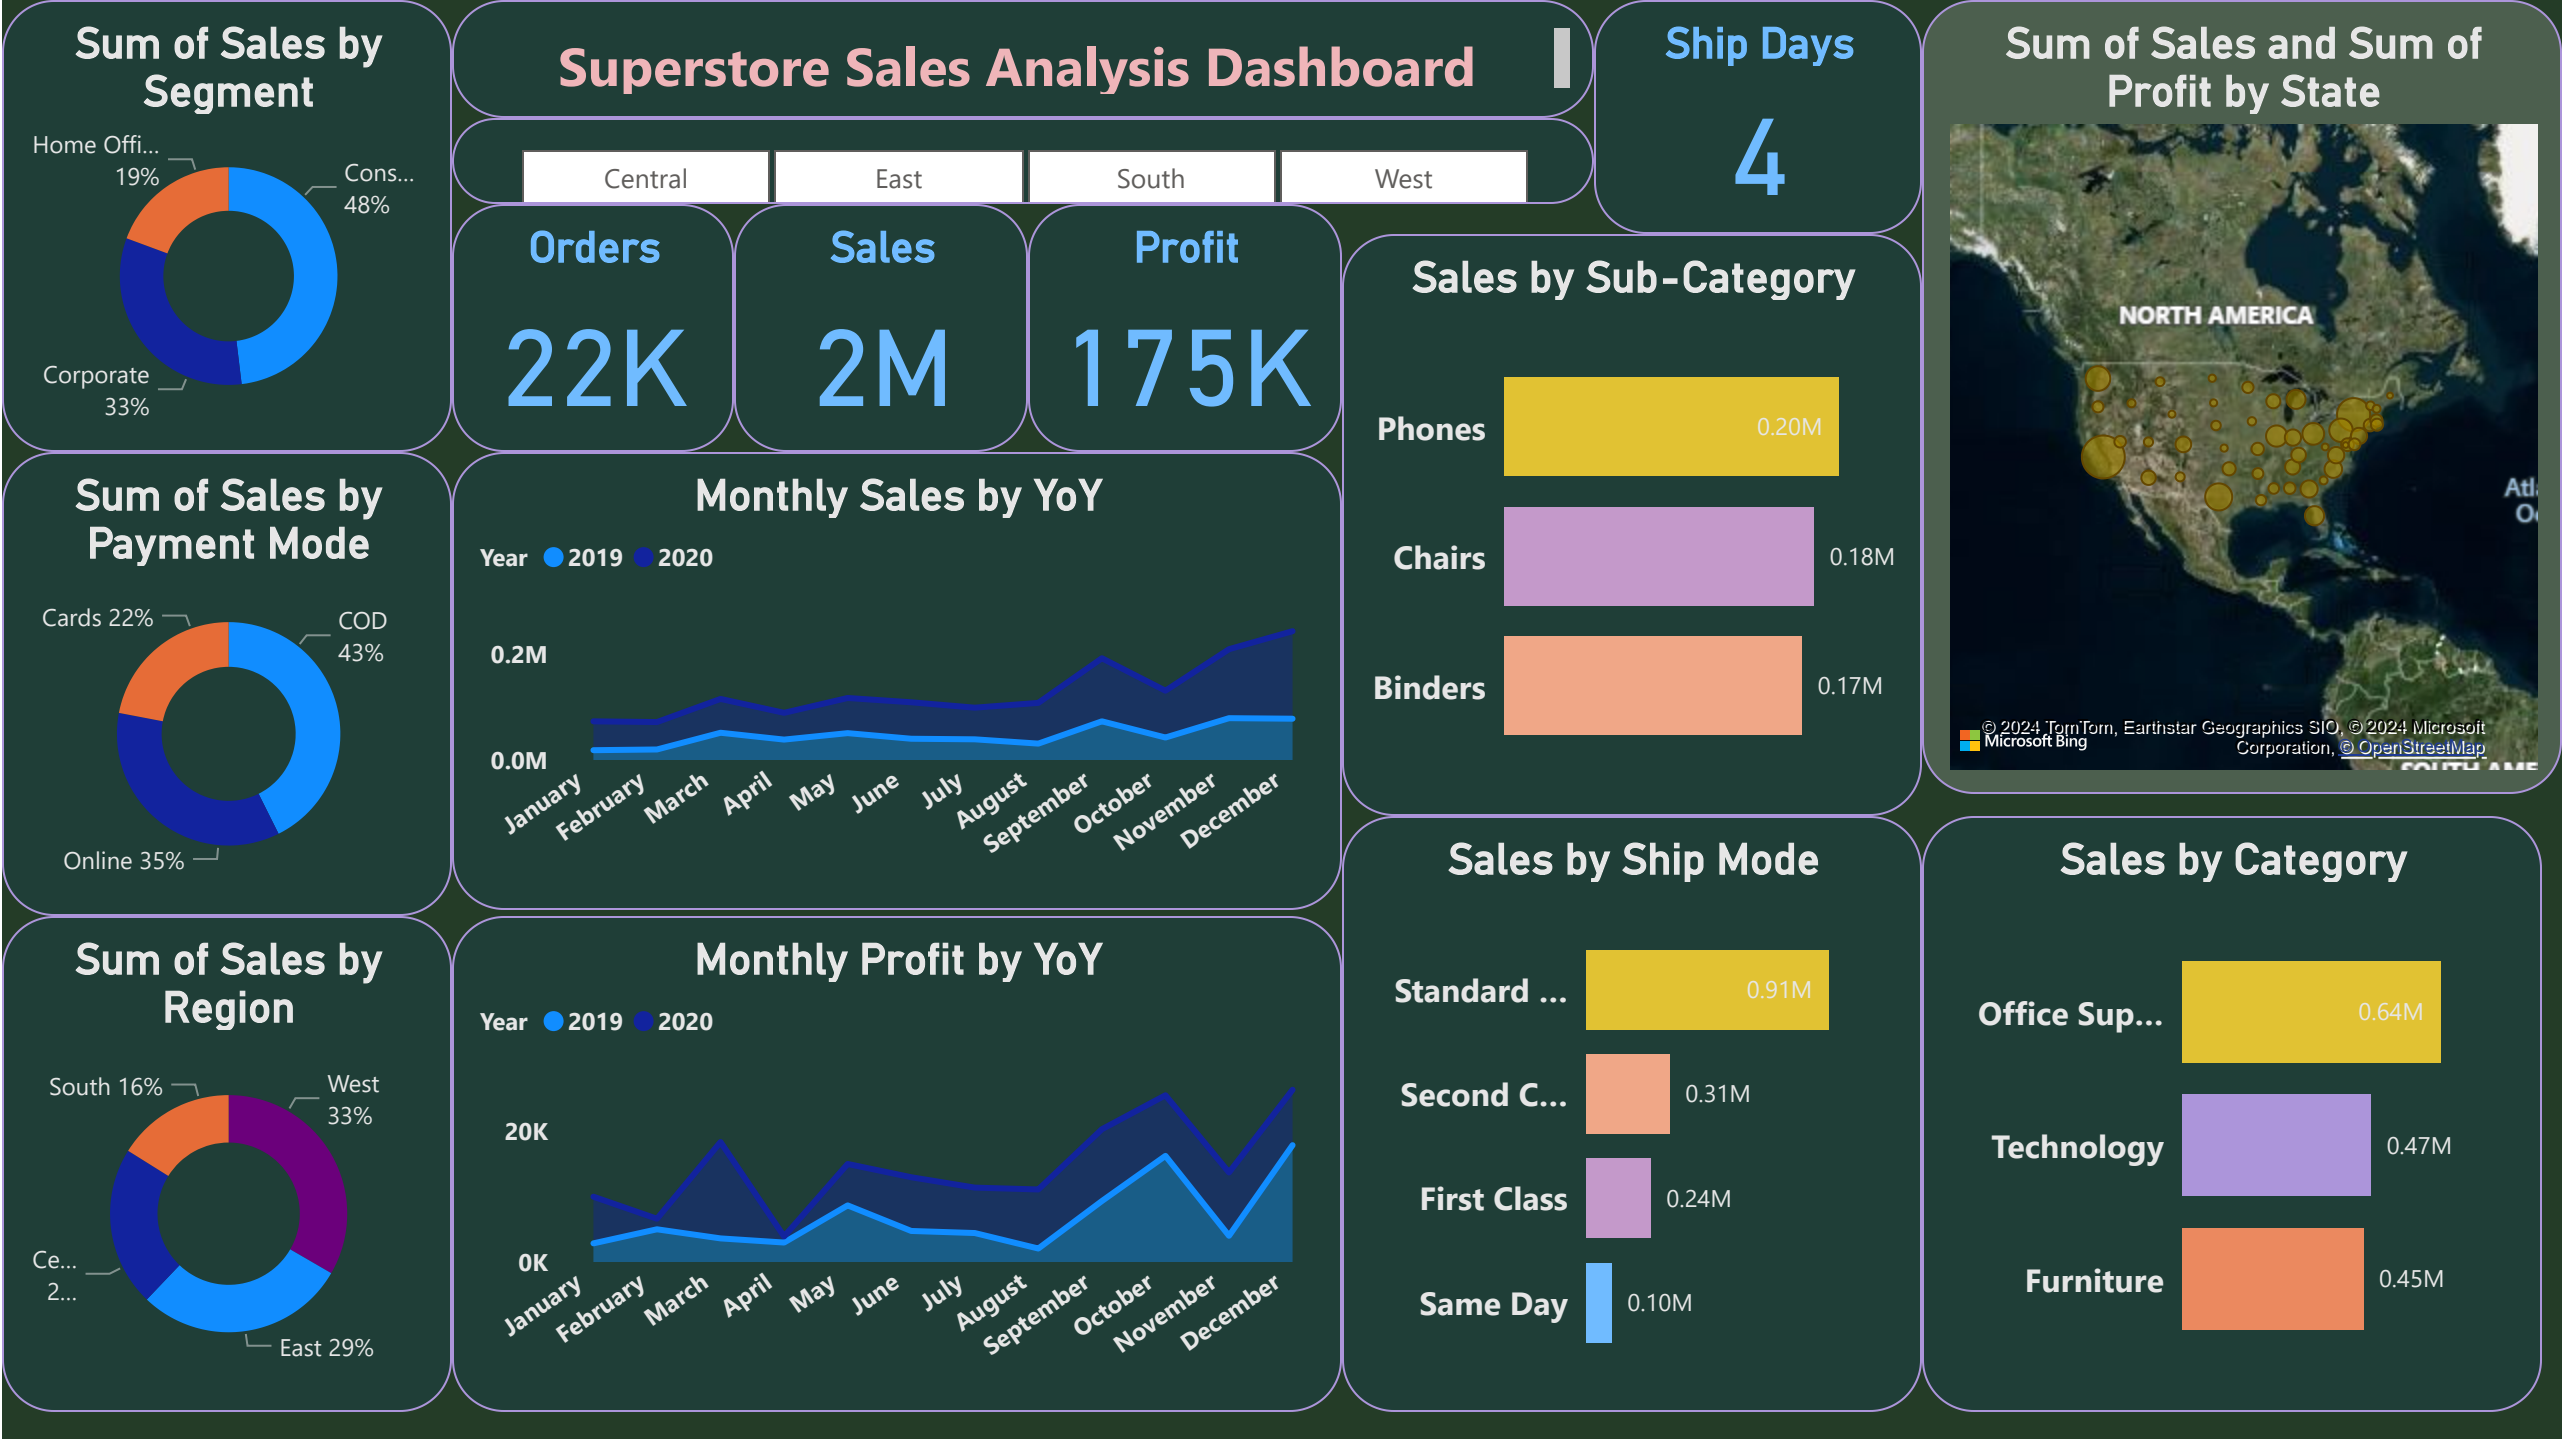 Sum of Sales by
Segment
Home Offi...
19%
Cons...
48%
Corporate
33%
Superstore Sales Analysis Dashboard
Central
East
South
West
Ship Days
4
Orders
22K
Sales
2M
Profit
175K
Sum of Sales and Sum of
Profit by State
NORTH AMERICA
Atl
O
© 2024 TomTom, Earthstar Geographics SIO, © 2024 Microsoft
Corporation, © OpenStreetMap
Microsoft Bing
SOUTH AME
Sales by Sub-Category
Phones
0.20M
Chairs
0.18M
Binders
0.17M
Sum of Sales by
Payment Mode
Cards 22%
COD
43%
Online 35%
Monthly Sales by YoY
Year 2019 2020
0.2M
0.0M
January
February
March
April
May
June
July
August
September
October
November
December
Sum of Sales by
Region
South 16%
West
33%
Ce...
2...
East 29%
Monthly Profit by YoY
Year 2019 2020
20K
0K
January
February
March
April
May
June
July
August
September
October
November
December
Sales by Ship Mode
Standard ...
0.91M
Second C...
0.31M
First Class
0.24M
Same Day
0.10M
Sales by Category
Office Sup...
0.64M
Technology
0.47M
Furniture
0.45M